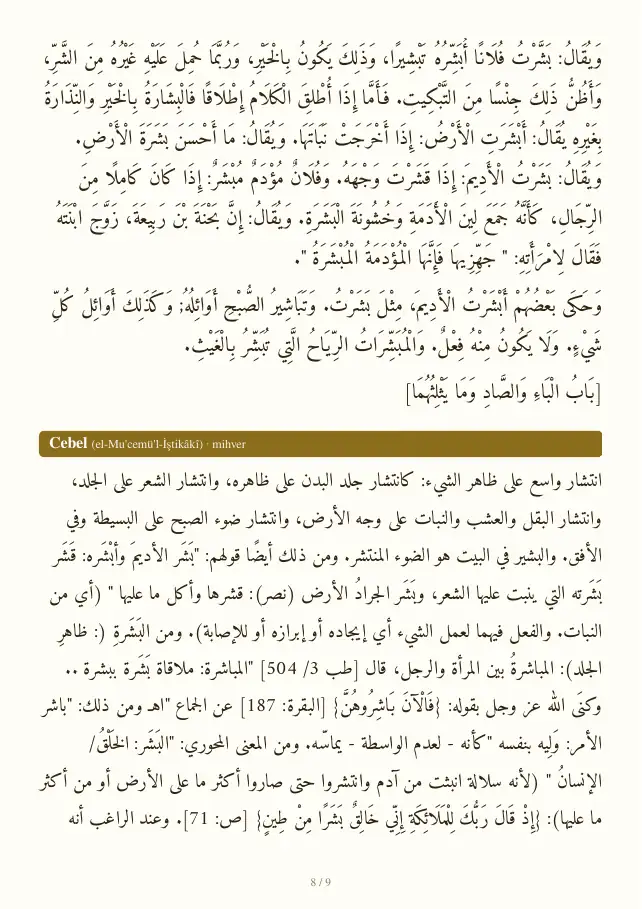 وَيُقَالُ: بَشَّرْتُ فُلَانًا أُبَشِّرُهُ تَبْشِيرًا، وَذَلِكَ يَكُونُ بِالْخَيْرِ، وَرُبَّمَا حُمِلَ عَلَيْهِ غَيْرُهُ مِنَ الشَّرِّ،
وَأَظُنُّ ذَلِكَ جِنْسًا مِنَ التَّبْكِيتِ. فَأَمَّا إِذَا أُطْلِقَ الْكَلَامُ إِطْلَاقًا فَالْبِشَارَةُ بِالْخَيْرِ وَالنِّذَارَةُ
بِغَيْرِهِ يُقَالُ: أَبْشَرَتِ الْأَرْضُ: إِذَا أَخْرَجَتْ نَبَاتَهَا. وَيُقَالُ: مَا أَحْسَنَ بَشَرَةَ الْأَرْضِ.
وَيُقَالُ: بَشَرْتُ الْأَدِيمَ: إِذَا قَشَرْتَ وَجْهَهُ. وَفُلَانٌ مُؤْدَمٌ مُبْشَرٌ: إِذَا كَانَ كَامِلًا مِنَ
الرِّجَالِ، كَأَنَّهُ جَمَعَ لِينَ الْأَدَمَةِ وَخُشُونَةَ الْبَشَرَةِ. وَيُقَالُ: إِنَّ بَحْنَةَ بْنَ رَبِيعَةَ، زَوَّجَ ابْنَتَهُ
فَقَالَ لِامْرَأَتِهِ: " جَهِّزِيهَا فَإِنَّهَا الْمُؤْدَمَةُ الْمُبْشَرَةُ ".
وَحَكَى بَعْضُهُمْ أَبْشَرْتُ الْأَدِيمَ، مِثْلَ بَشَرْتُ. وَتَبَاشِيرُ الصُّبْحِ أَوَائِلُهُ; وَكَذَلِكَ أَوَائِلُ كُلِّ
شَيْءٍ. وَلَا يَكُونُ مِنْهُ فِعْلٌ. وَالْمُبَشِّرَاتُ الرِّيَاحُ الَّتِي تُبَشِّرُ بِالْغَيْثِ.
[بَابُ الْبَاءِ وَالصَّادِ وَمَا يَثْلِثُهُمَا]
Cebel (el-Mu'cemü'l-İştikâkî) · mihver
انتشار واسع على ظاهر الشيء: كانتشار جلد البدن على ظاهره، وانتشار الشعر على الجلد،
وانتشار البقل والعشب والنبات على وجه الأرض، وانتشار ضوء الصبح على البسيطة وفي
الأفق. والبشير في البيت هو الضوء المنتشر. ومن ذلك أيضًا قولهم: "بَشَر الأديمَ وأبْشَره: قَشَر
بَشَرته التي ينبت عليها الشعر، وبَشَر الجرادُ الأرض (نصر): قشرها وأكل ما عليها " (أي من
النبات. والفعل فيهما لعمل الشيء أي إيجاده أو إبرازه أو للإصابة). ومن البَشَرةِ (: ظاهرِ
الجلد): المباشرةُ بين المرأة والرجل، قال [طب 3/ 504] "المباشرة: ملاقاة بَشَرة ببشرة ..
وكنَى الله عز وجل بقوله: {فَالْآنَ بَاشِرُوهُنَّ} [البقرة: 187] عن الجماع "اهـ ومن ذلك: "باشر
الأمر: وَلِيه بنفسه "كأنه - لعدم الواسطة - يماسّه. ومن المعنى المحوري: "البَشَر: الخَلْقُ/
الإنسانُ " (لأنه سلالة انبثت من آدم وانتشروا حتى صاروا أكثر ما على الأرض أو من أكثر
ما عليها): {إِذْ قَالَ رَبُّكَ لِلْمَلَائِكَةِ إِنِّي خَالِقٌ بَشَرًا مِنْ طِينٍ} [ص: 71]. وعند الراغب أنه
8 / 9